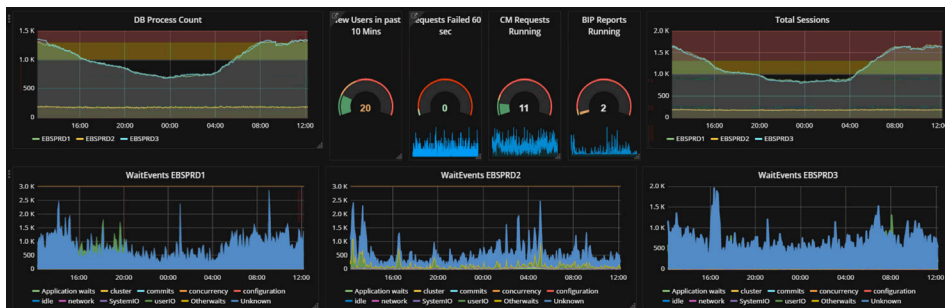 DB Process Count
1.5 K
1.0 K
500
0
16:00 20:00 00:00 04:00 08:00 12:00
EBSPRD1 EBSPRD2 EBSPRD3
New Users in past
10 Mins
20
Requests Failed 60
sec
0
CM Requests
Running
11
BIP Reports
Running
2
Total Sessions
2.0 K
1.5 K
1.0 K
500
0
16:00 20:00 00:00 04:00 08:00 12:00
EBSPRD1 EBSPRD2 EBSPRD3
WaitEvents EBSPRD1
3.0 K
2.5 K
2.0 K
1.5 K
1.0 K
500
0
16:00 20:00 00:00 04:00 08:00 12:00
Application waits cluster commits concurrency configuration
idle network SystemIO userIO Otherwaits Unknown
WaitEvents EBSPRD2
3.0 K
2.5 K
2.0 K
1.5 K
1.0 K
500
0
16:00 20:00 00:00 04:00 08:00 12:00
Application waits cluster commits concurrency configuration
idle network SystemIO userIO Otherwaits Unknown
WaitEvents EBSPRD3
2.0 K
1.5 K
1.0 K
500
0
16:00 20:00 00:00 04:00 08:00 12:00
Application waits cluster commits concurrency configuration
idle network SystemIO userIO Otherwaits Unknown